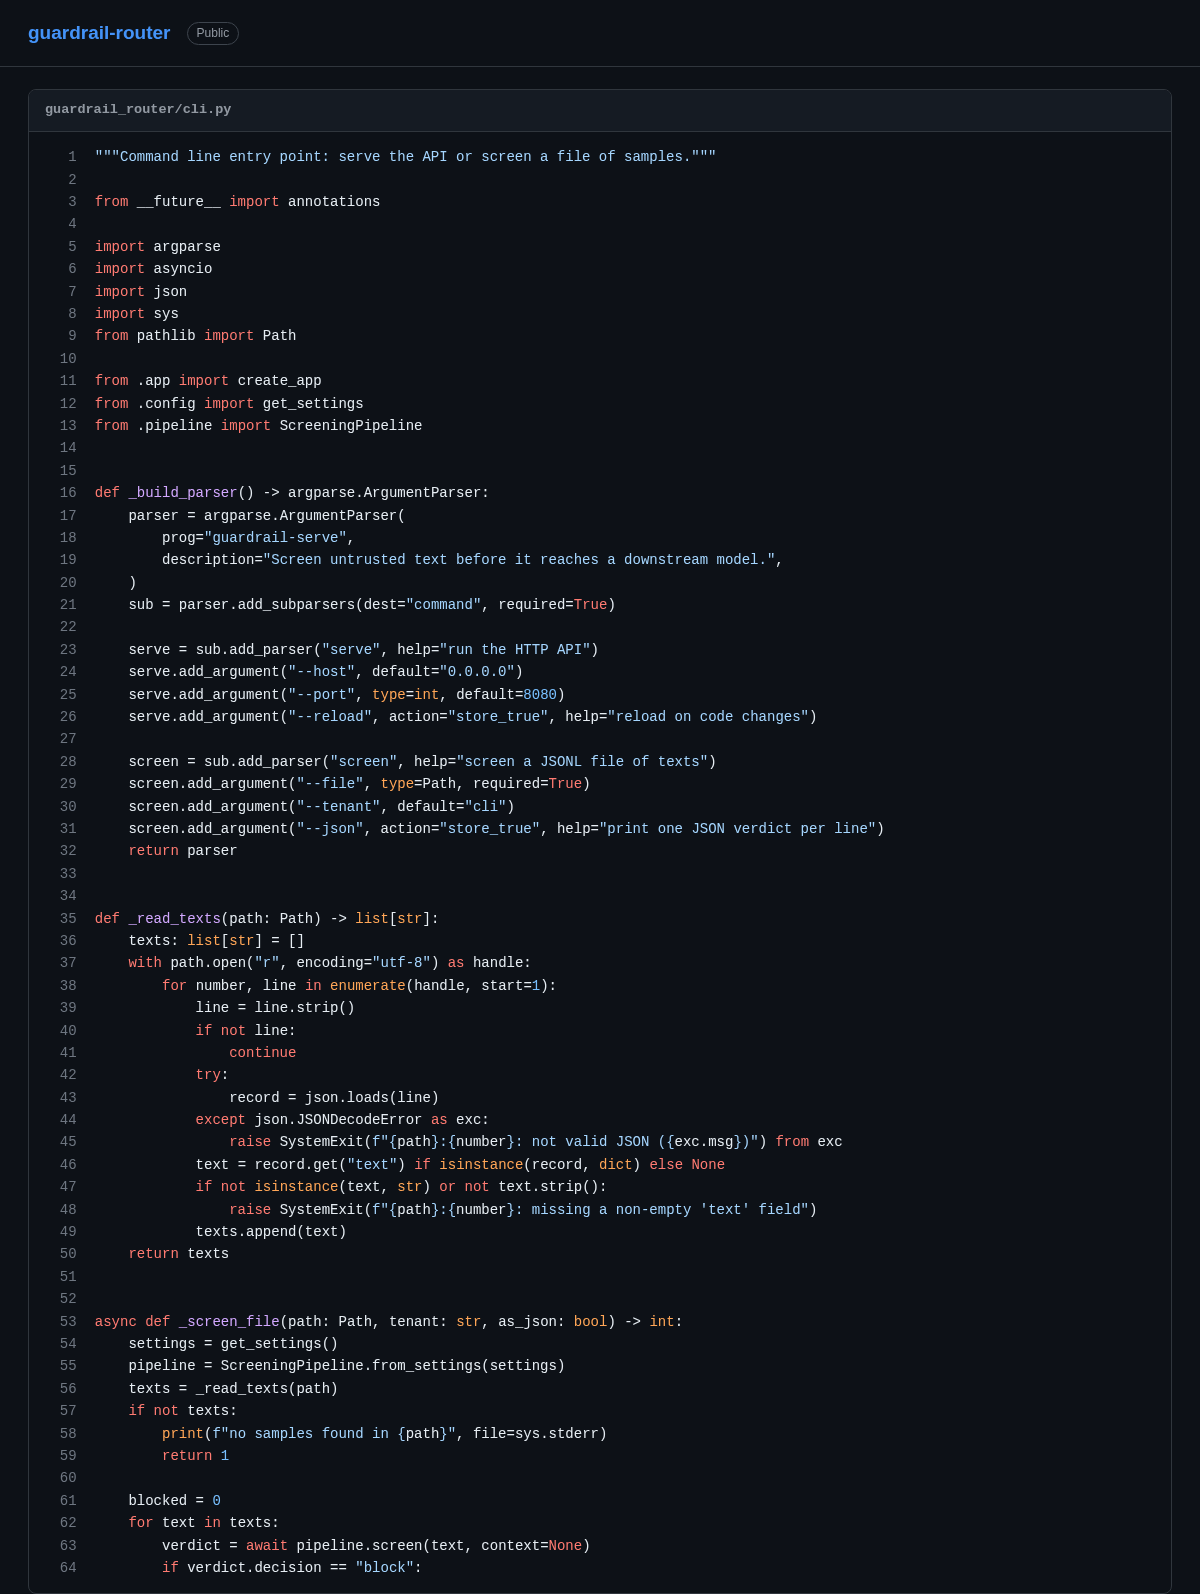 guardrail-router Public
guardrail_router/cli.py
1 """Command line entry point: serve the API or screen a file of samples."""
2
3 from __future__ import annotations
4
5 import argparse
6 import asyncio
7 import json
8 import sys
9 from pathlib import Path
10
11 from .app import create_app
12 from .config import get_settings
13 from .pipeline import ScreeningPipeline
14
15
16 def _build_parser() -> argparse.ArgumentParser:
17     parser = argparse.ArgumentParser(
18         prog="guardrail-serve",
19         description="Screen untrusted text before it reaches a downstream model.",
20     )
21     sub = parser.add_subparsers(dest="command", required=True)
22
23     serve = sub.add_parser("serve", help="run the HTTP API")
24     serve.add_argument("--host", default="0.0.0.0")
25     serve.add_argument("--port", type=int, default=8080)
26     serve.add_argument("--reload", action="store_true", help="reload on code changes")
27
28     screen = sub.add_parser("screen", help="screen a JSONL file of texts")
29     screen.add_argument("--file", type=Path, required=True)
30     screen.add_argument("--tenant", default="cli")
31     screen.add_argument("--json", action="store_true", help="print one JSON verdict per line")
32     return parser
33
34
35 def _read_texts(path: Path) -> list[str]:
36     texts: list[str] = []
37     with path.open("r", encoding="utf-8") as handle:
38         for number, line in enumerate(handle, start=1):
39             line = line.strip()
40             if not line:
41                 continue
42             try:
43                 record = json.loads(line)
44             except json.JSONDecodeError as exc:
45                 raise SystemExit(f"{path}:{number}: not valid JSON ({exc.msg})") from exc
46             text = record.get("text") if isinstance(record, dict) else None
47             if not isinstance(text, str) or not text.strip():
48                 raise SystemExit(f"{path}:{number}: missing a non-empty 'text' field")
49             texts.append(text)
50     return texts
51
52
53 async def _screen_file(path: Path, tenant: str, as_json: bool) -> int:
54     settings = get_settings()
55     pipeline = ScreeningPipeline.from_settings(settings)
56     texts = _read_texts(path)
57     if not texts:
58         print(f"no samples found in {path}", file=sys.stderr)
59         return 1
60
61     blocked = 0
62     for text in texts:
63         verdict = await pipeline.screen(text, context=None)
64         if verdict.decision == "block":